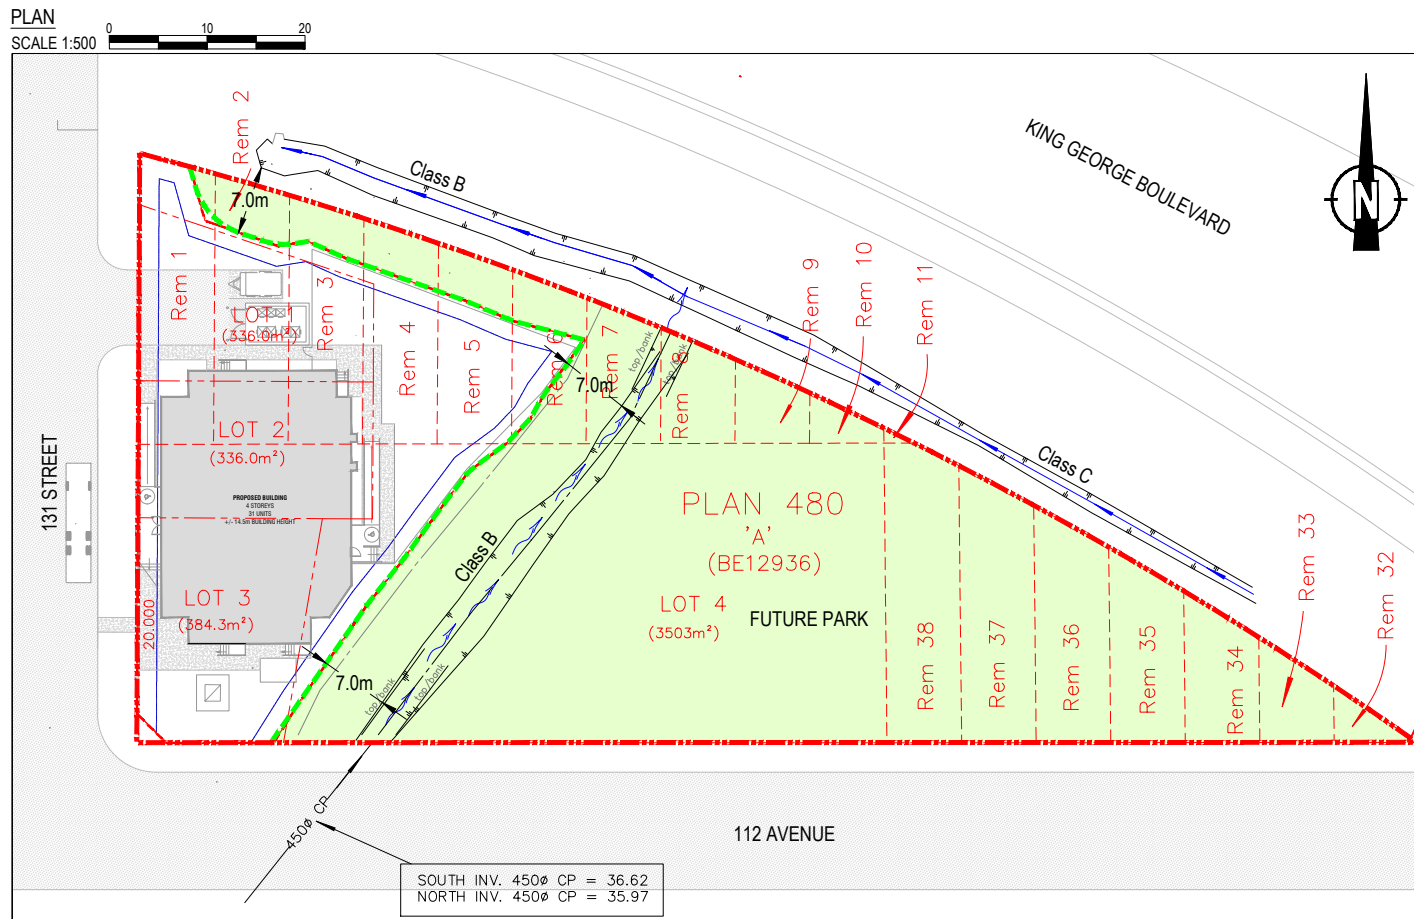 PLAN
SCALE 1:500
0 10 20
KING GEORGE BOULEVARD
N
Rem 2
Class B
7.0m
Rem 1
Rem 3
Rem 4
Rem 5
Rem 6
Rem 7
Rem 8
Rem 9
Rem 10
Rem 11
LOT
(336.0m²)
top/bank
top/bank
7.0m
131 STREET
LOT 2
(336.0m²)
PROPOSED BUILDING
4 STOREYS
31 UNITS
+/- 14.5m BUILDING HEIGHT
Class C
PLAN 480
'A'
(BE12936)
Class B
LOT 3
(384.3m²)
20.000
LOT 4
(3503m²)
FUTURE PARK
Rem 38
Rem 37
Rem 36
Rem 35
Rem 34
Rem 33
Rem 32
7.0m
top/bank
top/bank
450ø CP
112 AVENUE
SOUTH INV. 450ø CP = 36.62
NORTH INV. 450ø CP = 35.97